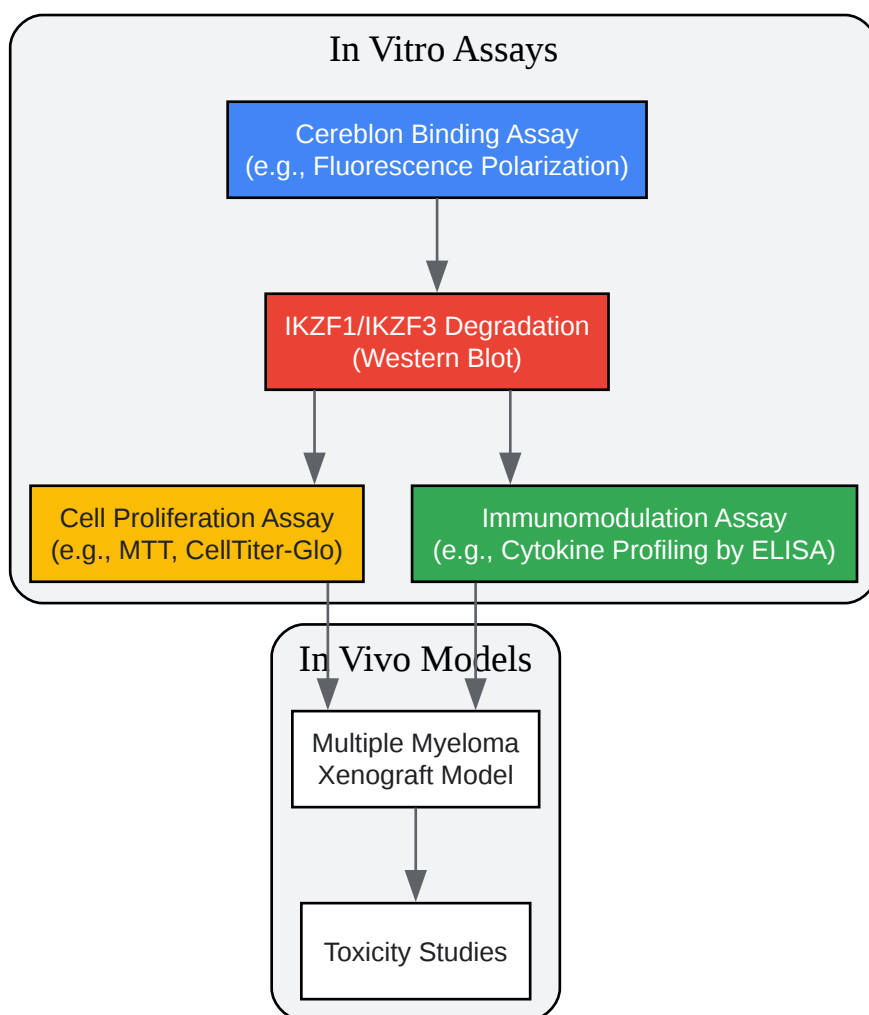 In Vitro Assays
Cereblon Binding Assay
(e.g., Fluorescence Polarization)
IKZF1/IKZF3 Degradation
(Western Blot)
Cell Proliferation Assay
(e.g., MTT, CellTiter-Glo)
Immunomodulation Assay
(e.g., Cytokine Profiling by ELISA)
In Vivo Models
Multiple Myeloma
Xenograft Model
Toxicity Studies